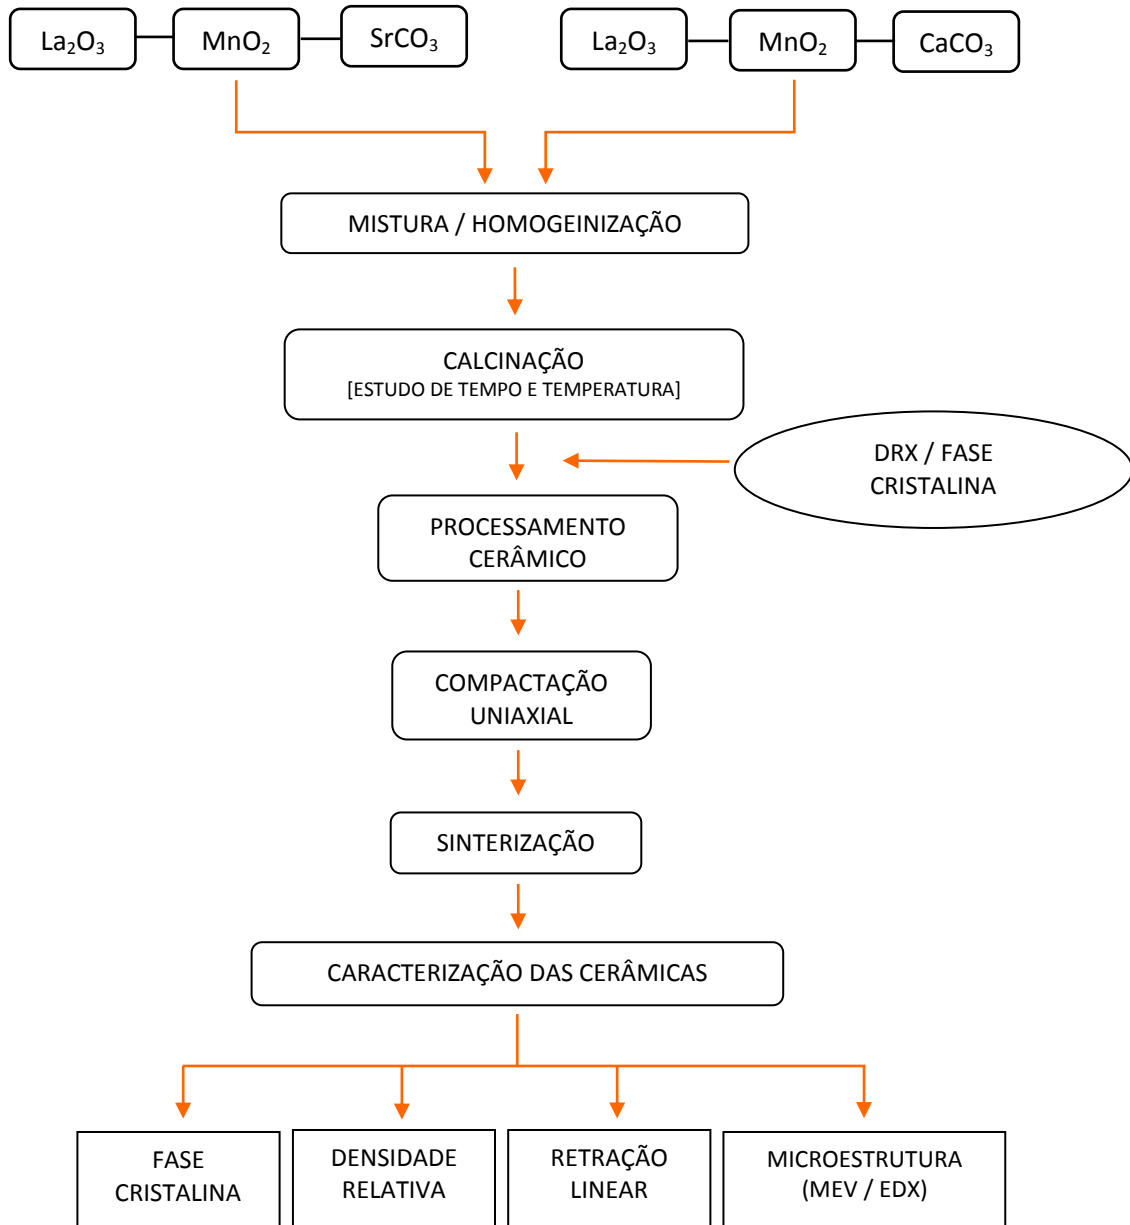 La₂O₃ MnO₂ SrCO₃ La₂O₃ MnO₂ CaCO₃
MISTURA / HOMOGEINIZAÇÃO
CALCINAÇÃO
[ESTUDO DE TEMPO E TEMPERATURA]
DRX / FASE
CRISTALINA
PROCESSAMENTO
CERÂMICO
COMPACTAÇÃO
UNIAXIAL
SINTERIZAÇÃO
CARACTERIZAÇÃO DAS CERÂMICAS
FASE
CRISTALINA
DENSIDADE
RELATIVA
RETRAÇÃO
LINEAR
MICROESTRUTURA
(MEV / EDX)